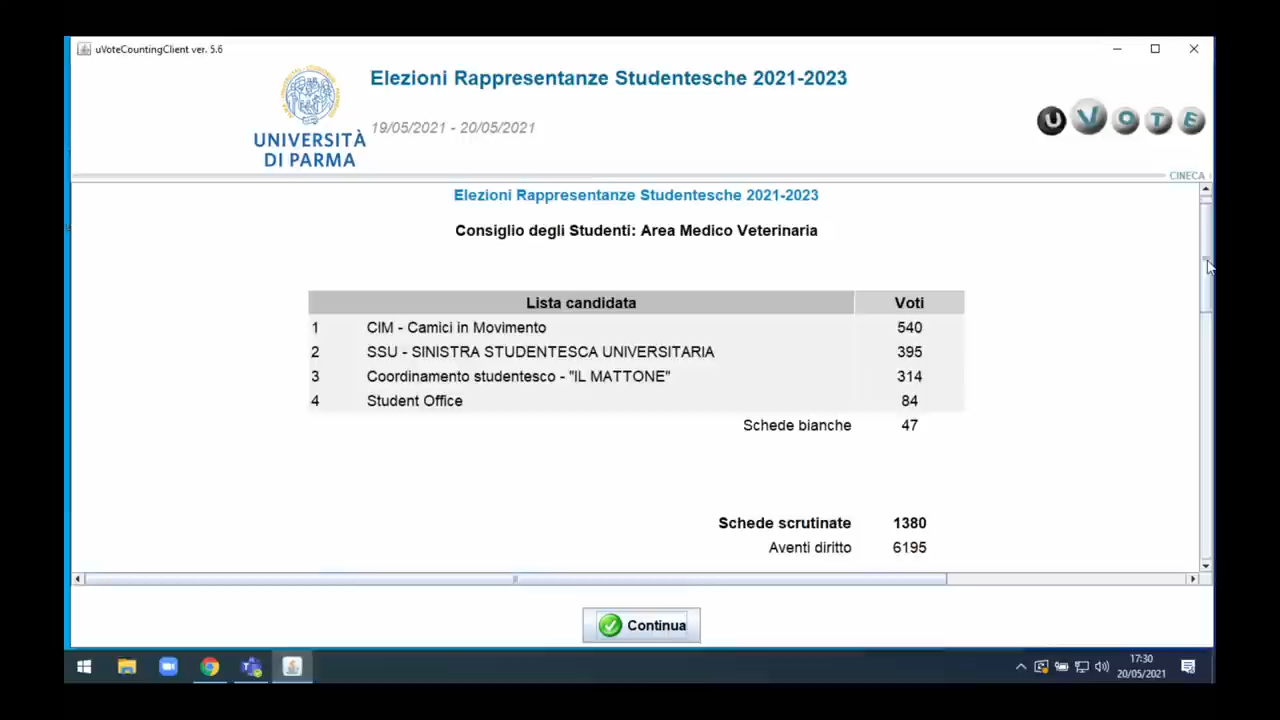 uVoteCountingClient ver. 5.6
Elezioni Rappresentanze Studentesche 2021-2023
19/05/2021 - 20/05/2021
UNIVERSITÀ
DI PARMA
U V O T E
CINECA
Elezioni Rappresentanze Studentesche 2021-2023
Consiglio degli Studenti: Area Medico Veterinaria
Lista candidata Voti
1 CIM - Camici in Movimento 540
2 SSU - SINISTRA STUDENTESCA UNIVERSITARIA 395
3 Coordinamento studentesco - "IL MATTONE" 314
4 Student Office 84
Schede bianche 47
Schede scrutinate 1380
Aventi diritto 6195
Continua
17:30
20/05/2021